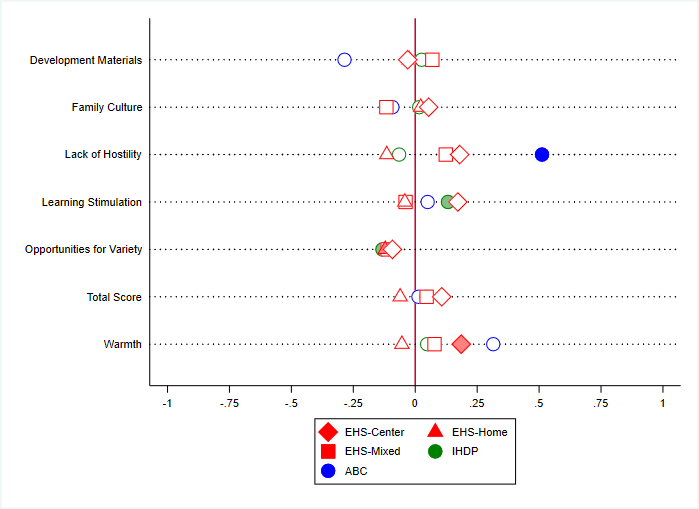 Development Materials
Family Culture
Lack of Hostility
Learning Stimulation
Opportunities for Variety
Total Score
Warmth
-1 -.75 -.5 -.25 0 .25 .5 .75 1
EHS-Center EHS-Home
EHS-Mixed IHDP
ABC